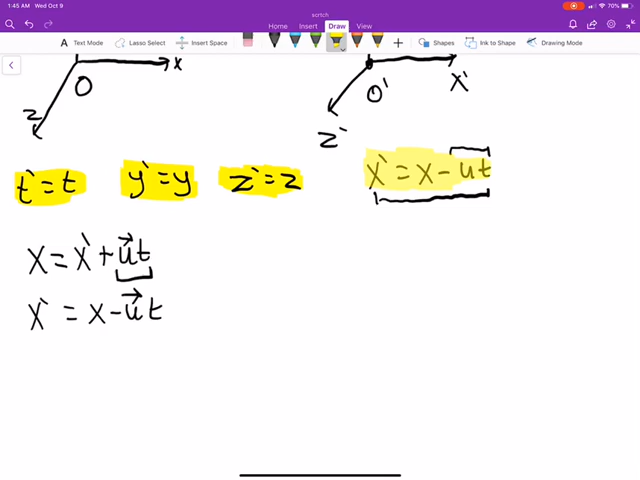 1:45 AM Wed Oct 9
70%
scrtch
Home Insert Draw View
Text Mode Lasso Select Insert Space Shapes Ink to Shape Drawing Mode
x x`
O O`
z z`
t`=t y`=y z`=z x`=x-ut
x=x`+u⃗t
x`=x-u⃗t